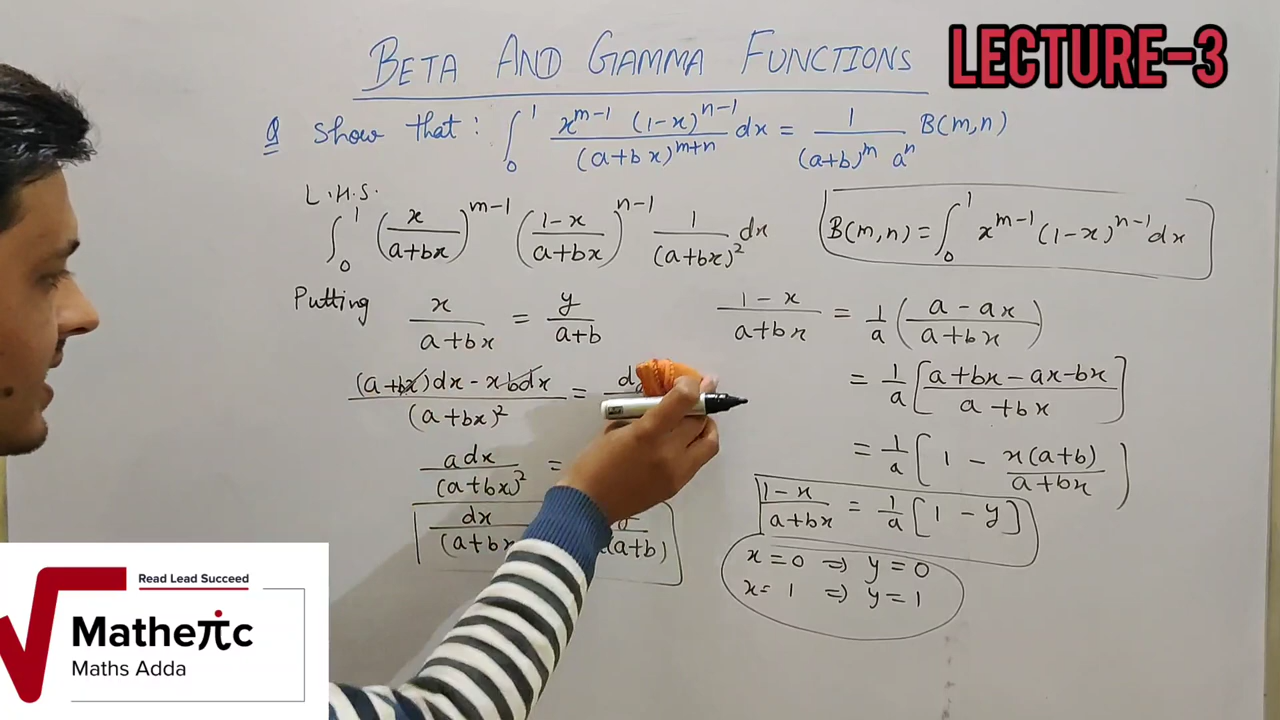 BETA AND GAMMA FUNCTIONS
LECTURE-3
Q Show that : ∫₀¹ x^(m-1) (1-x)^(n-1) / (a+bx)^(m+n) dx = 1 / ((a+b)^m a^n) B(m,n)
L.H.S.
∫₀¹ (x/(a+bx))^(m-1) ((1-x)/(a+bx))^(n-1) 1/(a+bx)² dx
B(m,n) = ∫₀¹ x^(m-1) (1-x)^(n-1) dx
Putting x/(a+bx) = y/(a+b)
((a+bx)dx - xbdx)/(a+bx)² =
adx/(a+bx)² =
dx/(a+bx
(a+b)
(1-x)/(a+bx) = 1/a ((a-ax)/(a+bx))
= 1/a [(a+bx-ax-bx)/(a+bx)]
= 1/a [1 - x(a+b)/(a+bx))
(1-x)/(a+bx) = 1/a [1-y]
x=0 ⇒ y=0
x=1 ⇒ y=1
Read Lead Succeed
Matheπc
Maths Adda